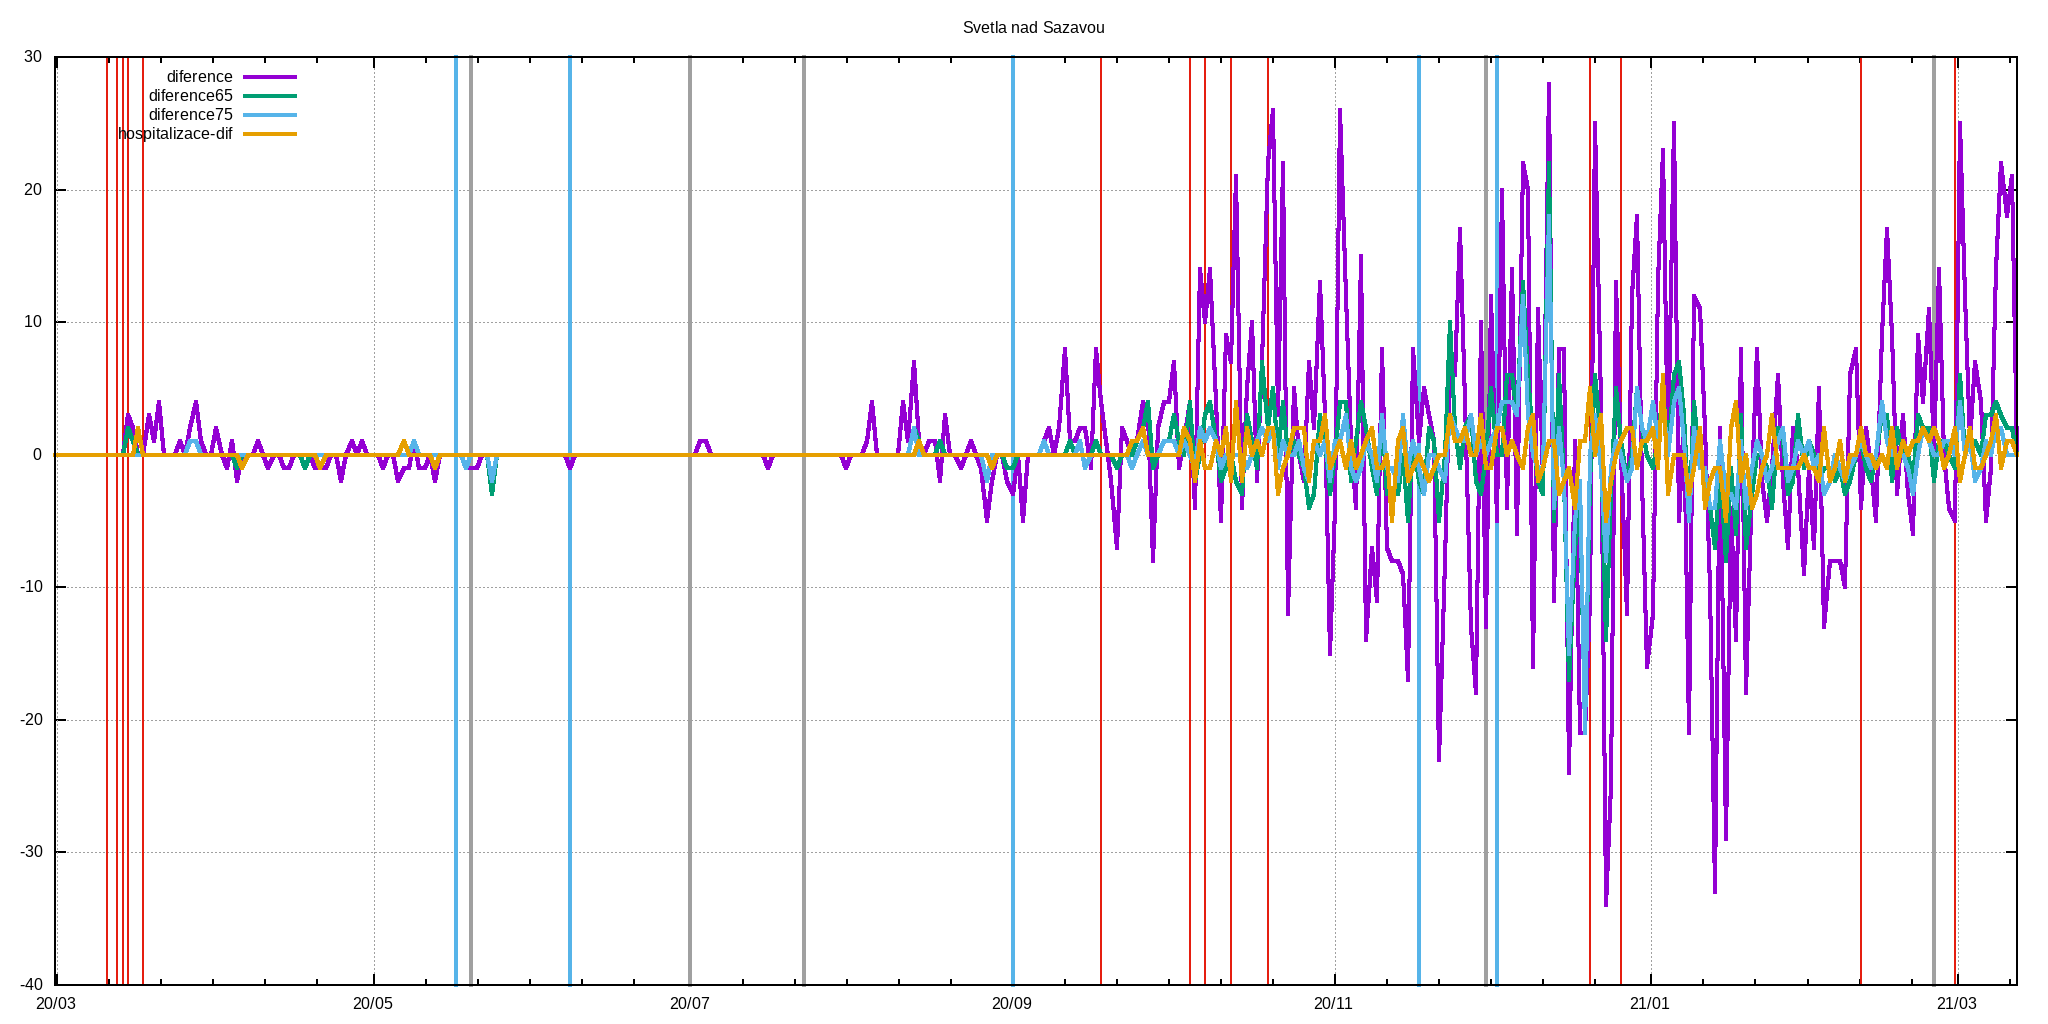 Svetla nad Sazavou
30
diference
diference65
diference75
hospitalizace-dif
20
10
0
-10
-20
-30
-40
20/03 20/05 20/07 20/09 20/11 21/01 21/03